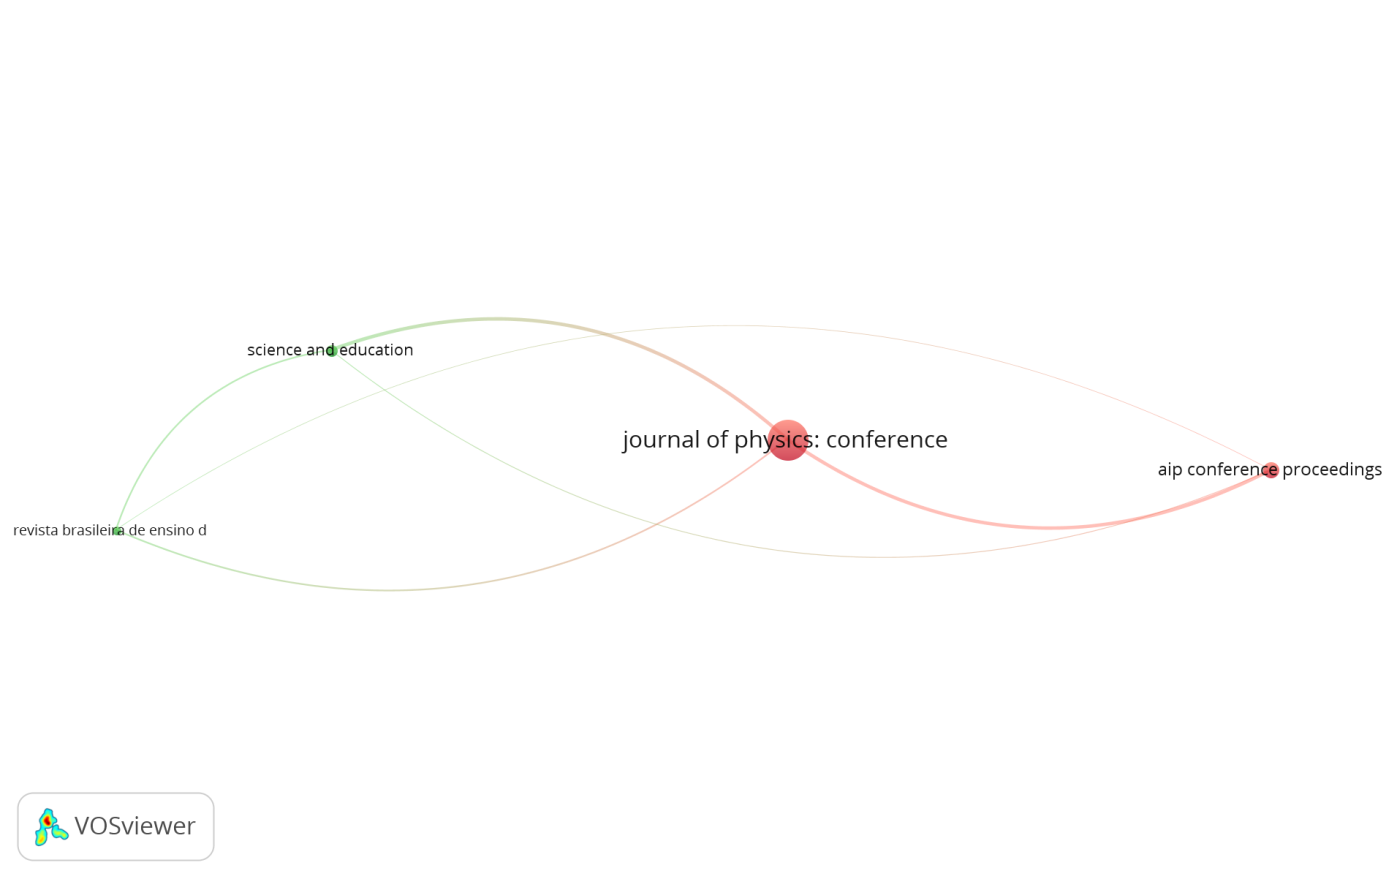 science and education
journal of physics: conference
aip conference proceedings
revista brasileira de ensino d
VOSviewer